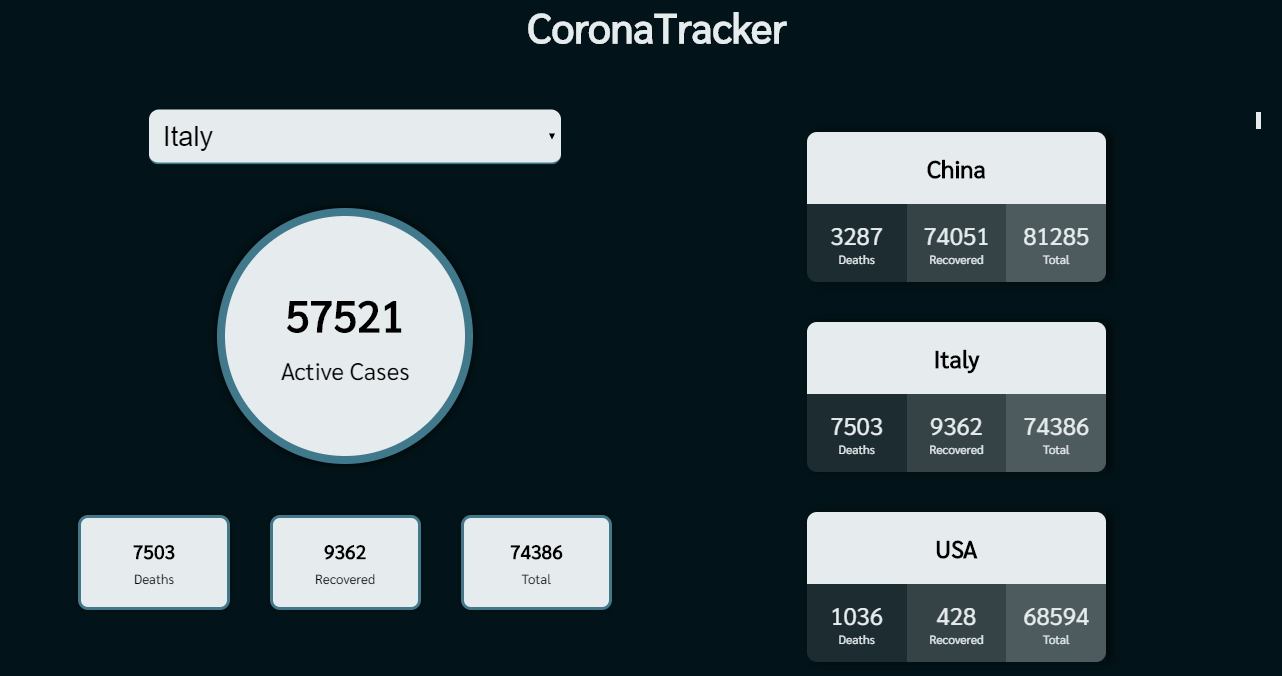 CoronaTracker
Italy
57521
Active Cases
7503 9362 74386
Deaths Recovered Total
China
3287 74051 81285
Deaths Recovered Total
Italy
7503 9362 74386
Deaths Recovered Total
USA
1036 428 68594
Deaths Recovered Total